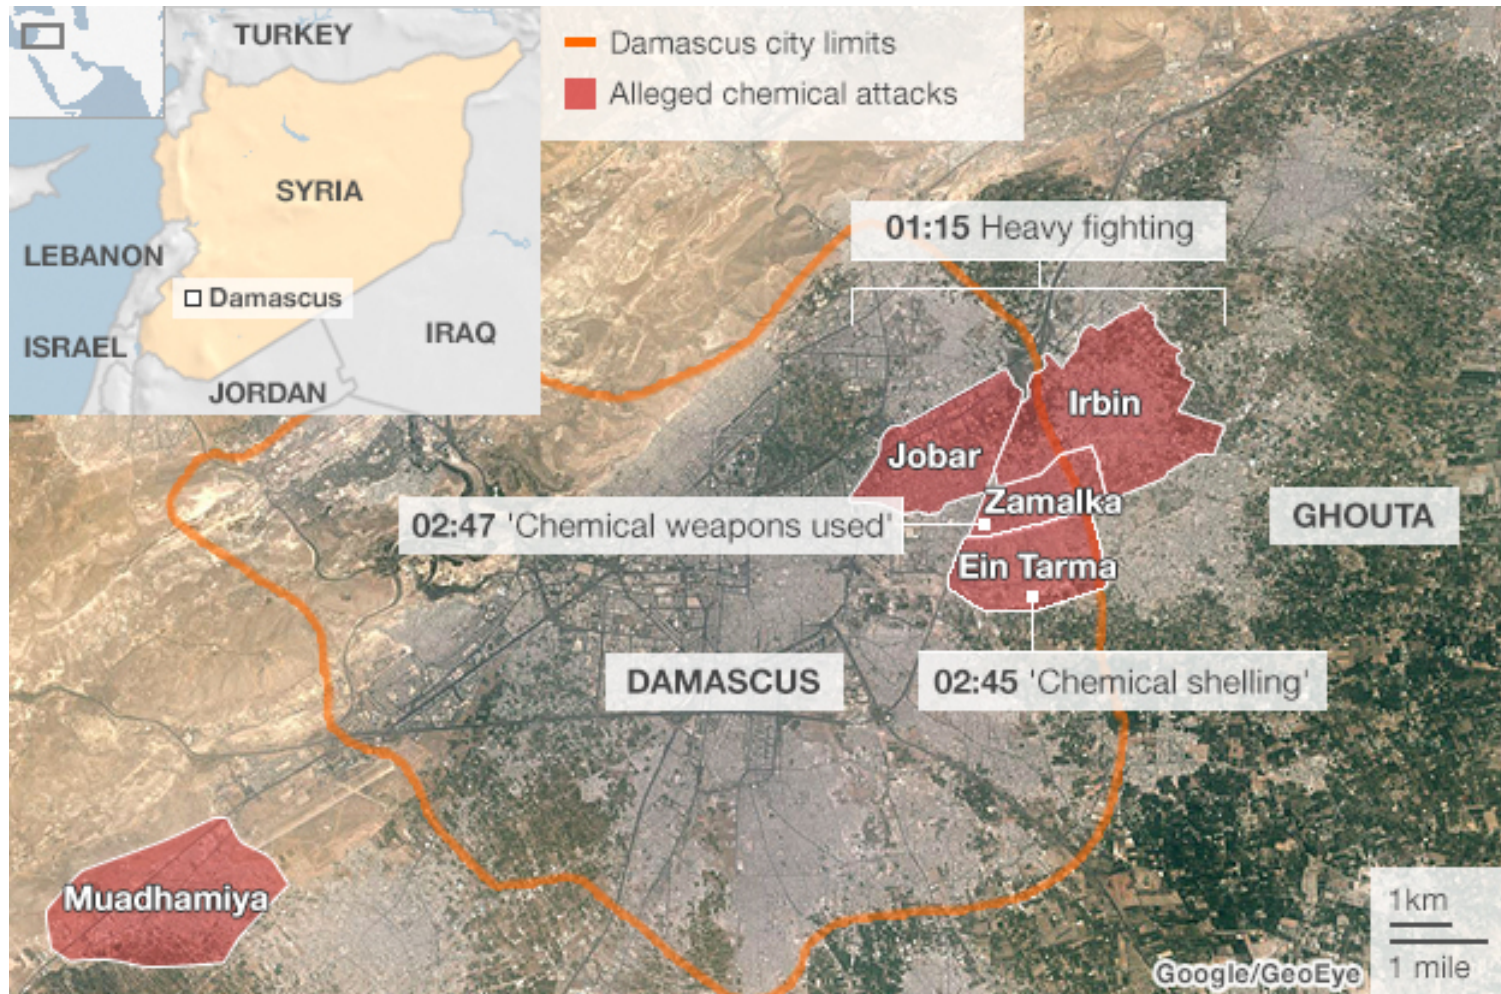 TURKEY
SYRIA
LEBANON
Damascus
ISRAEL
IRAQ
JORDAN
Damascus city limits
Alleged chemical attacks
01:15 Heavy fighting
Irbin
Jobar
Zamalka
02:47 'Chemical weapons used'
GHOUTA
Ein Tarma
DAMASCUS
02:45 'Chemical shelling'
Muadhamiya
1km
1 mile
Google/GeoEye